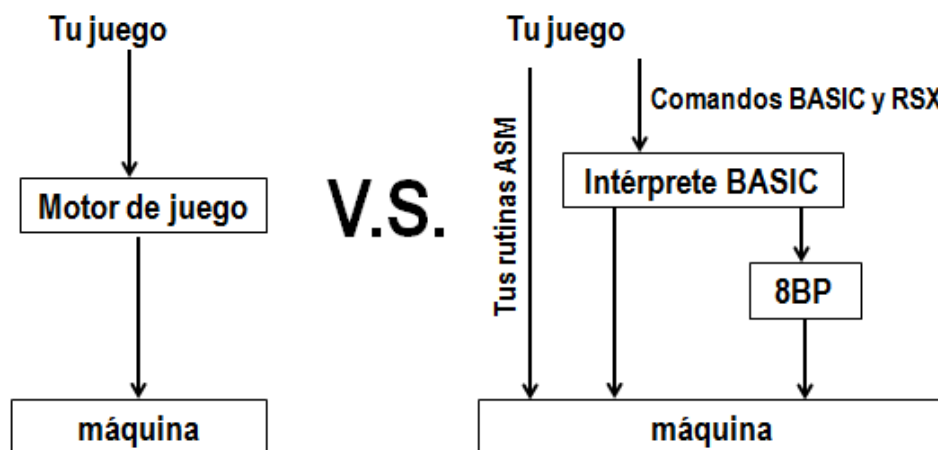 Tu juego
Motor de juego
máquina
V.S.
Tu juego
Comandos BASIC y RSX
Tus rutinas ASM
Intérprete BASIC
8BP
máquina